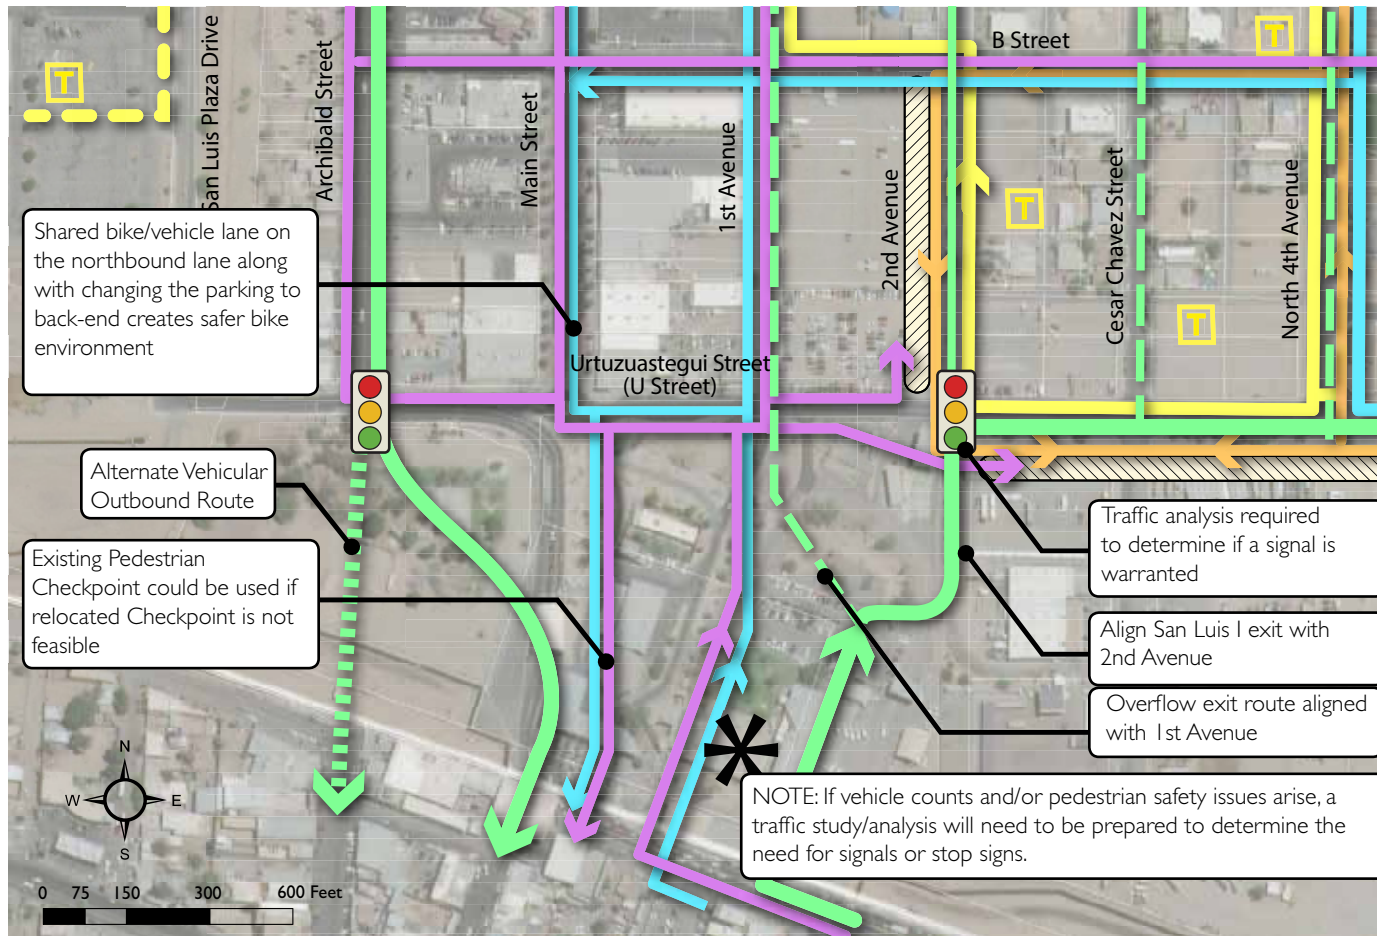 B Street
T
T
San Luis Plaza Drive
Archibald Street
Main Street
1st Avenue
2nd Avenue
Cesar Chavez Street
North 4th Avenue
T
T
Shared bike/vehicle lane on
the northbound lane along
with changing the parking to
back-end creates safer bike
environment
Urtuzuastegui Street
(U Street)
Alternate Vehicular
Outbound Route
Existing Pedestrian
Checkpoint could be used if
relocated Checkpoint is not
feasible
Traffic analysis required
to determine if a signal is
warranted
Align San Luis I exit with
2nd Avenue
Overflow exit route aligned
with 1st Avenue
NOTE: If vehicle counts and/or pedestrian safety issues arise, a
traffic study/analysis will need to be prepared to determine the
need for signals or stop signs.
N
W E
S
0 75 150 300 600 Feet